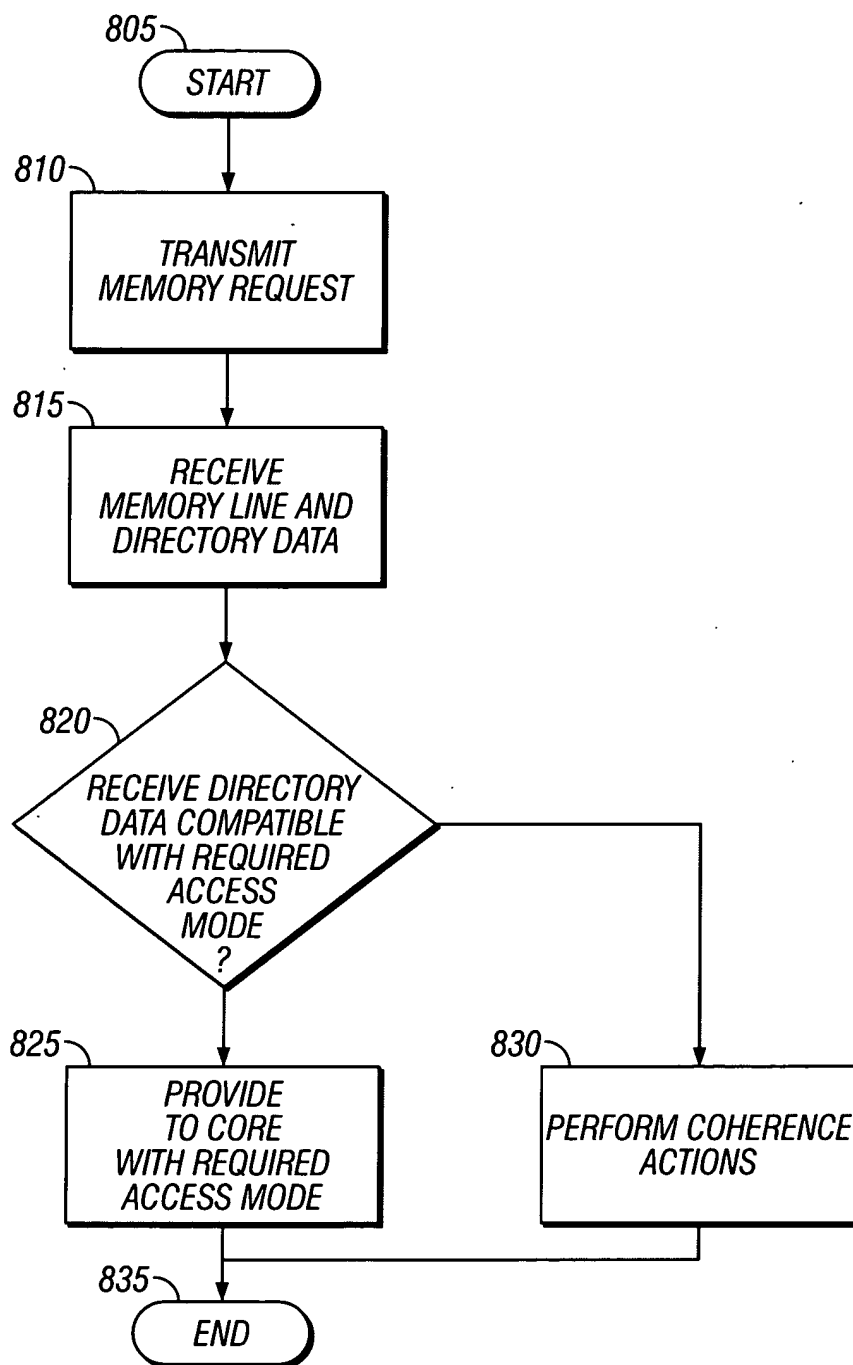 805
START
810
TRANSMIT
MEMORY REQUEST
815
RECEIVE
MEMORY LINE AND
DIRECTORY DATA
820
RECEIVE DIRECTORY
DATA COMPATIBLE
WITH REQUIRED
ACCESS
MODE
?
825
PROVIDE
TO CORE
WITH REQUIRED
ACCESS MODE
830
PERFORM COHERENCE
ACTIONS
835
END